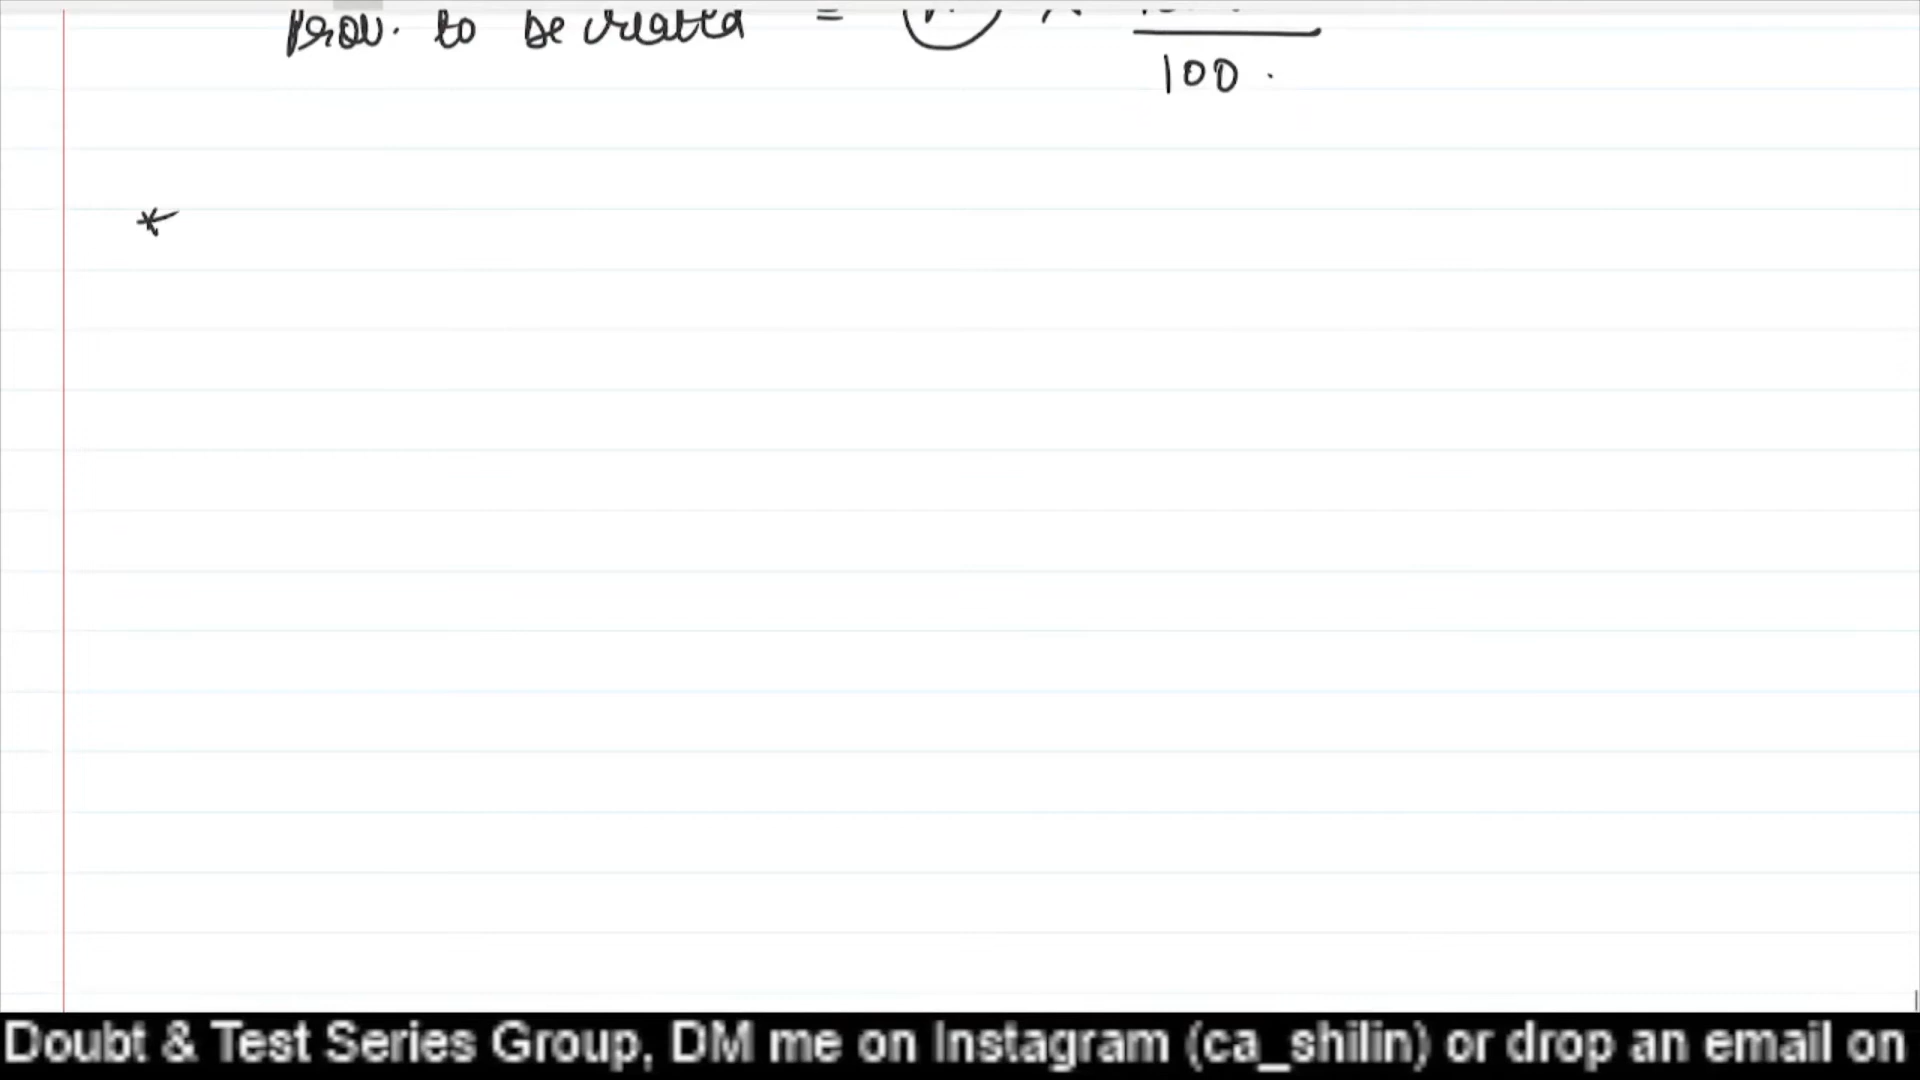 Prov. to be created =
100.
*
Doubt & Test Series Group, DM me on Instagram (ca_shilin) or drop an email on